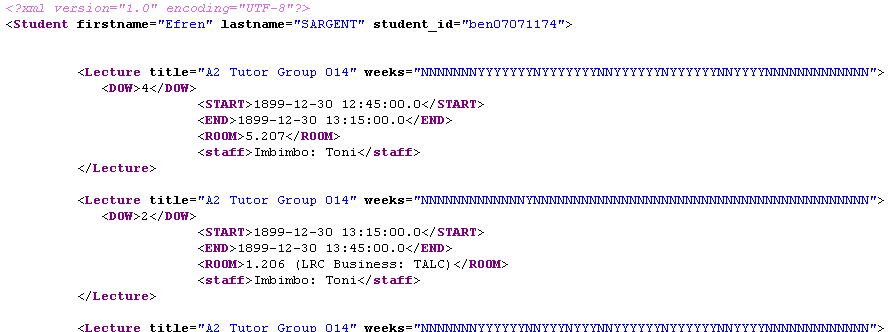 <?xml version="1.0" encoding="UTF-8"?>
<Student firstname="Efren" lastname="SARGENT" student_id="ben07071174">
<Lecture title="A2 Tutor Group 014" weeks="NNNNNNNYYYYYYYNYYYYYYYNNYYYYYYNYYYYYYNNYYYYNNNNNNNNNNNNN">
<DOW>4</DOW>
<START>1899-12-30 12:45:00.0</START>
<END>1899-12-30 13:15:00.0</END>
<ROOM>5.207</ROOM>
<staff>Imbimbo: Toni</staff>
</Lecture>
<Lecture title="A2 Tutor Group 014" weeks="NNNNNNNNNNNNNYNNNNNNNNNNNNNNNNNNNNNNNNNNNNNNNNNNNNNNNNNN">
<DOW>2</DOW>
<START>1899-12-30 13:15:00.0</START>
<END>1899-12-30 13:45:00.0</END>
<ROOM>1.206 (LRC Business: TALC)</ROOM>
<staff>Imbimbo: Toni</staff>
</Lecture>
<Lecture title="A2 Tutor Group 014" weeks="NNNNNNNYYYYYYNNYYYNYYYNNYYYYYYNYYYYYYNNYYNNNNNNNNNNNNNNN">